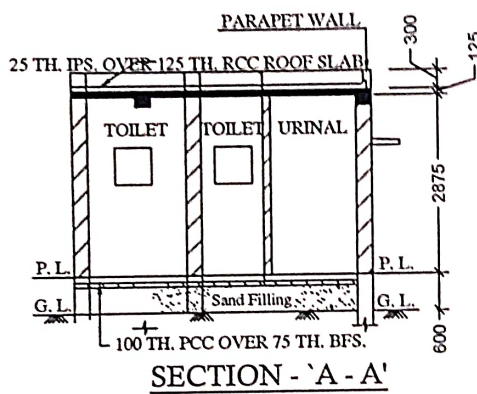 PARAPET WALL
25 TH. IPS. OVER 125 TH. RCC ROOF SLAB
300
125
TOILET
TOILET
URINAL
2875
P. L.
P. L.
G. L.
Sand Filling
G. L.
600
100 TH. PCC OVER 75 TH. BFS.
SECTION - `A - A'